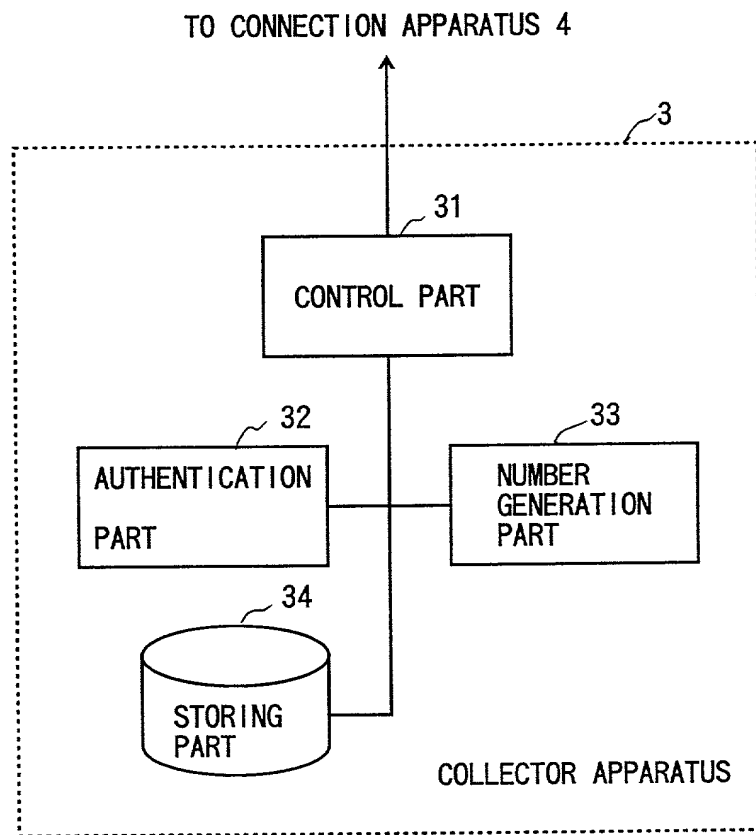 TO CONNECTION APPARATUS 4
3
31
CONTROL PART
32
AUTHENTICATION
PART
33
NUMBER
GENERATION
PART
34
STORING
PART
COLLECTOR APPARATUS